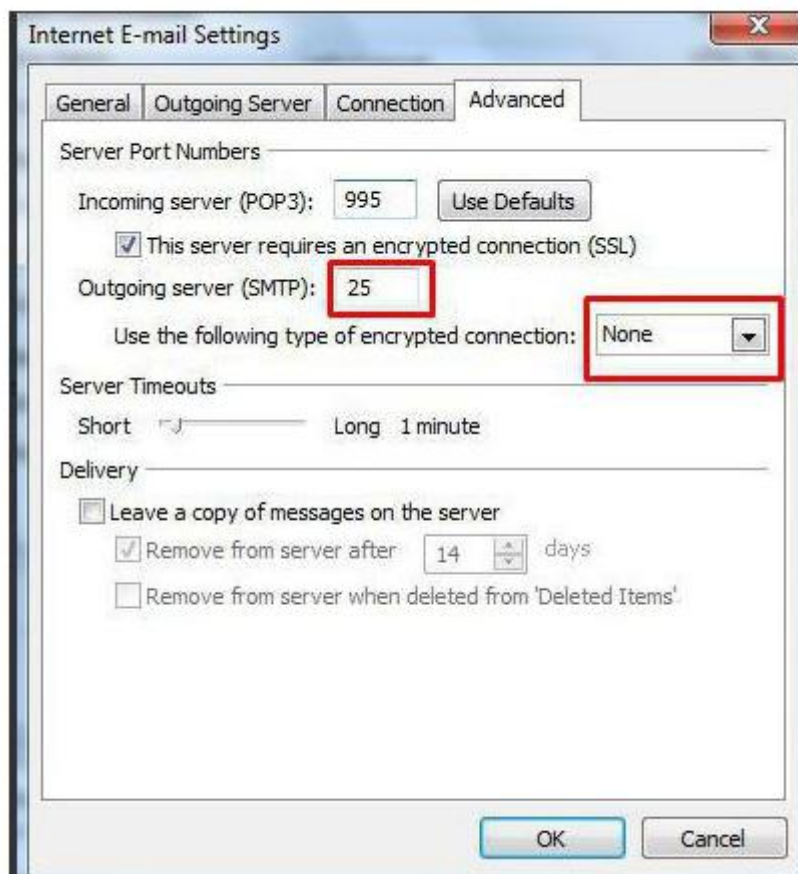 Internet E-mail Settings
X
General Outgoing Server Connection Advanced
Server Port Numbers
Incoming server (POP3): 995 Use Defaults
This server requires an encrypted connection (SSL)
Outgoing server (SMTP): 25
Use the following type of encrypted connection: None
Server Timeouts
Short Long 1 minute
Delivery
Leave a copy of messages on the server
Remove from server after 14 days
Remove from server when deleted from 'Deleted Items'
OK Cancel